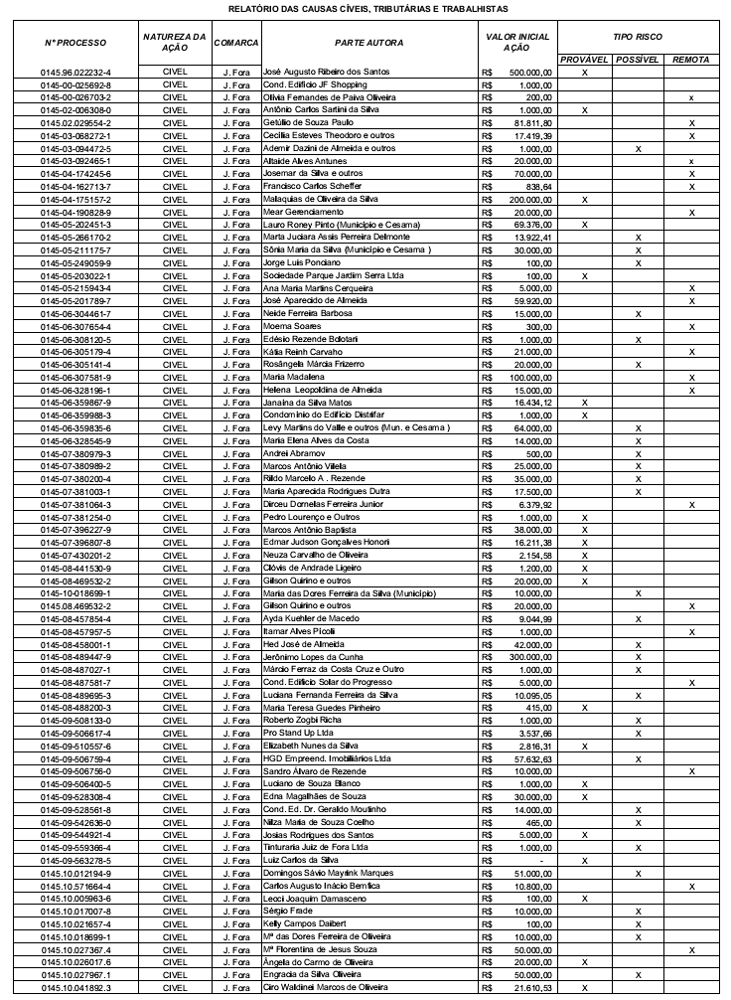 RELATÓRIO DAS CAUSAS CÍVEIS, TRIBUTÁRIAS E TRABALHISTAS
Nº PROCESSO NATUREZA DA AÇÃO COMARCA PARTE AUTORA VALOR INICIAL AÇÃO TIPO RISCO
PROVÁVEL POSSÍVEL REMOTA
0145.96.022232-4 CIVEL J. Fora José Augusto Ribeiro dos Santos R$ 500.000,00 X
0145-00-025692-8 CIVEL J. Fora Cond. Edificio JF Shopping R$ 1.000,00
0145-00-026703-2 CIVEL J. Fora Olívia Fernandes de Paiva Oliveira R$ 200,00 x
0145-02-006308-0 CIVEL J. Fora Antônio Carlos Sartini da Silva R$ 1.000,00 X
0145.02.029554-2 CIVEL J. Fora Getúlio de Souza Paulo R$ 81.811,80 X
0145-03-068272-1 CIVEL J. Fora Cecillia Esteves Theodoro e outros R$ 17.419,39 X
0145-03-094472-5 CIVEL J. Fora Ademir Dazini de Almeida e outros R$ 1.000,00 X
0145-03-092465-1 CIVEL J. Fora Altaide Alves Antunes R$ 20.000,00 x
0145-04-174245-6 CIVEL J. Fora Josemar da Silva e outros R$ 70.000,00 X
0145-04-162713-7 CIVEL J. Fora Francisco Carlos Scheffer R$ 838,64 X
0145-04-175157-2 CIVEL J. Fora Malaquias de Oliveira da Silva R$ 200.000,00 X
0145-04-190828-9 CIVEL J. Fora Mear Gerenciamento R$ 20.000,00 X
0145-05-202451-3 CIVEL J. Fora Lauro Roney Pinto (Município e Cesama) R$ 69.376,00 X
0145-05-266170-2 CIVEL J. Fora Marta Juciara Assis Perreira Delmonte R$ 13.922,41 X
0145-05-211175-7 CIVEL J. Fora Sônia Maria da Silva (Município e Cesama ) R$ 30.000,00 X
0145-05-249059-9 CIVEL J. Fora Jorge Luis Ponciano R$ 100,00 X
0145-05-203022-1 CIVEL J. Fora Sociedade Parque Jardim Serra Ltda R$ 100,00 X
0145-05-215943-4 CIVEL J. Fora Ana Maria Martins Cerqueira R$ 5.000,00 X
0145-05-201789-7 CIVEL J. Fora José Aparecido de Almeida R$ 59.920,00 X
0145-06-304461-7 CIVEL J. Fora Neide Ferreira Barbosa R$ 15.000,00 X
0145-06-307654-4 CIVEL J. Fora Moema Soares R$ 300,00 X
0145-06-308120-5 CIVEL J. Fora Edésio Rezende Bolotari R$ 1.000,00 X
0145-06-305179-4 CIVEL J. Fora Kátia Reinh Carvaho R$ 21.000,00 X
0145-06-305141-4 CIVEL J. Fora Rosângela Márcia Frizerro R$ 20.000,00 X
0145-06-307581-9 CIVEL J. Fora Maria Madalena R$ 100.000,00 X
0145-06-328196-1 CIVEL J. Fora Helena Leopoldina de Almeida R$ 15.000,00 X
0145-06-359867-9 CIVEL J. Fora Janaína da Silva Matos R$ 16.434,12 X
0145-06-359988-3 CIVEL J. Fora Condomínio do Edifício Distrifar R$ 1.000,00 X
0145-06-359835-6 CIVEL J. Fora Levy Martins do Valle e outros (Mun. e Cesama ) R$ 64.000,00 X
0145-06-328545-9 CIVEL J. Fora Maria Elena Alves da Costa R$ 14.000,00 X
0145-07-380979-3 CIVEL J. Fora Andrei Abramov R$ 500,00 X
0145-07-380989-2 CIVEL J. Fora Marcos Antônio Villela R$ 25.000,00 X
0145-07-380200-4 CIVEL J. Fora Rildo Marcelo A . Rezende R$ 35.000,00 X
0145-07-381003-1 CIVEL J. Fora Maria Aparecida Rodrigues Dutra R$ 17.500,00 X
0145-07-381064-3 CIVEL J. Fora Dirceu Dornelas Ferreira Junior R$ 6.379,92 X
0145-07-381254-0 CIVEL J. Fora Pedro Lourenço e Outros R$ 1.000,00 X
0145-07-396227-9 CIVEL J. Fora Marcos Antônio Baptista R$ 38.000,00 X
0145-07-396807-8 CIVEL J. Fora Edmar Judson Gonçalves Honori R$ 16.211,38 X
0145-07-430201-2 CIVEL J. Fora Neuza Carvalho de Oliveira R$ 2.154,58 X
0145-08-441530-9 CIVEL J. Fora Clóvis de Andrade Ligeiro R$ 1.200,00 X
0145-08-469532-2 CIVEL J. Fora Gilson Quirino e outros R$ 20.000,00 X
0145-10-018699-1 CIVEL J. Fora Maria das Dores Ferreira da Silva (Município) R$ 10.000,00 X
0145.08.469532-2 CIVEL J. Fora Gilson Quirino e outros R$ 20.000,00 X
0145-08-457854-4 CIVEL J. Fora Ayda Kuehler de Macedo R$ 9.044,99 X
0145-08-457957-5 CIVEL J. Fora Itamar Alves Picoli R$ 1.000,00 X
0145-08-458001-1 CIVEL J. Fora Hed José de Almeida R$ 42.000,00 X
0145-08-489447-9 CIVEL J. Fora Jerônimo Lopes da Cunha R$ 300.000,00 X
0145-08-487027-1 CIVEL J. Fora Márcio Ferraz da Costa Cruz e Outro R$ 1.000,00 X
0145-08-487581-7 CIVEL J. Fora Cond. Edificio Solar do Progresso R$ 5.000,00 X
0145-08-489695-3 CIVEL J. Fora Luciana Fernanda Ferreira da Silva R$ 10.095,05 X
0145-08-488200-3 CIVEL J. Fora Maria Teresa Guedes Pinheiro R$ 415,00 X
0145-09-508133-0 CIVEL J. Fora Roberto Zogbi Richa R$ 1.000,00 X
0145-09-506617-4 CIVEL J. Fora Pro Stand Up Ltda R$ 3.537,66 X
0145-09-510557-6 CIVEL J. Fora Elizabeth Nunes da Silva R$ 2.816,31 X
0145-09-506759-4 CIVEL J. Fora HGD Empreend. Imobiliários Ltda R$ 57.632,63 X
0145-09-506756-0 CIVEL J. Fora Sandro Álvaro de Rezende R$ 10.000,00 X
0145-09-506400-5 CIVEL J. Fora Luciano de Souza Blanco R$ 1.000,00 X
0145-09-528308-4 CIVEL J. Fora Edna Magalhães de Souza R$ 30.000,00 X
0145-09-528561-8 CIVEL J. Fora Cond. Ed. Dr. Geraldo Moutinho R$ 14.000,00 X
0145-09-542636-0 CIVEL J. Fora Nilza Maria de Souza Coelho R$ 465,00 X
0145-09-544921-4 CIVEL J. Fora Josias Rodrigues dos Santos R$ 5.000,00 X
0145-09-559366-4 CIVEL J. Fora Tinturaria Juiz de Fora Ltda R$ 1.000,00 X
0145-09-563278-5 CIVEL J. Fora Luiz Carlos da Silva R$ - X
0145.10.012194-9 CIVEL J. Fora Domingos Sávio Mayrink Marques R$ 51.000,00 X
0145.10.571664-4 CIVEL J. Fora Carlos Augusto Inácio Bemfica R$ 10.800,00 X
0145.10.005963-6 CIVEL J. Fora Leoci Joaquim Damasceno R$ 100,00 X
0145.10.017007-8 CIVEL J. Fora Sérgio Frade R$ 10.000,00 X
0145.10.021657-4 CIVEL J. Fora Kelly Campos Daibert R$ 100,00 X
0145.10.018699-1 CIVEL J. Fora Mª das Dores Ferreira de Oliveira R$ 10.000,00 X
0145.10.027367.4 CIVEL J. Fora Mª Florentina de Jesus Souza R$ 50.000,00 X
0145.10.026017.6 CIVEL J. Fora Ângela do Carmo de Oliveira R$ 20.000,00 X
0145.10.027967.1 CIVEL J. Fora Engracia da Silva Oliveira R$ 50.000,00 X
0145.10.041892.3 CIVEL J. Fora Ciro Waldinei Marcos de Oliveira R$ 21.610,53 X